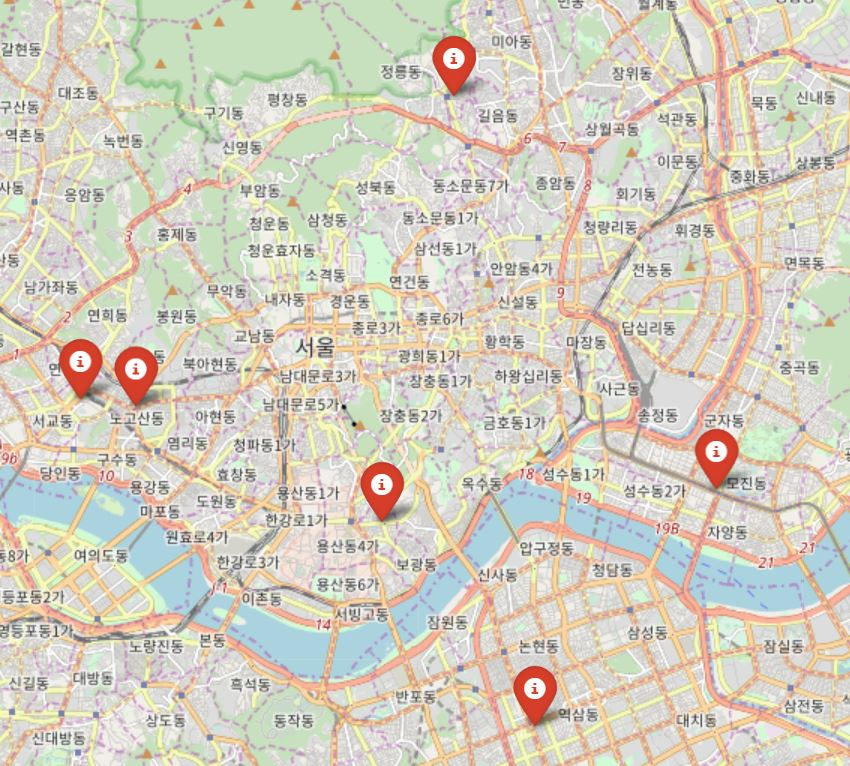 월계동
미아동
갈현동
정릉동
장위동
대조동
평창동
묵동
신내동
구산동
구기동
길음동
석관동
역촌동
녹번동
상월곡동
6
7
신영동
이문동
상봉동
중화동
4
부암동
성북동
동소문동7가
종암동
8
응암동
회기동
청운동
삼청동
동소문동1가
청량리동
휘경동
3
홍제동
청운효자동
삼선동1가
소격동
안암동4가
전농동
면목동
남가좌동
무악동
내자동
경운동
연건동
신설동
9
2
연희동
봉원동
종로3가
종로6가
답십리동
교남동
서울
황학동
마장동
1
광희동1가
북아현동
남대문로3가
장충동1가
하왕십리동
중곡동
사근동
남대문로5가
서교동
노고산동
아현동
장충동2가
금호동1가
송정동
군자동
염리동
청파동1가
9b
구수동
당인동
10
효창동
18
성수동1가
모진동
용강동
용산동1가
옥수동
19
성수동2가
마포동
도원동
한강로1가
19B
자양동
원효로4가
용산동4가
압구정동
21
21
여의도동
한강로3가
보광동
신사동
청담동
용산동6가
이촌동
14
서빙고동
잠원동
삼성동
노량진동
본동
논현동
잠실동
신길동
대방동
흑석동
반포동
삼전동
상도동
동작동
역삼동
대치동
신대방동